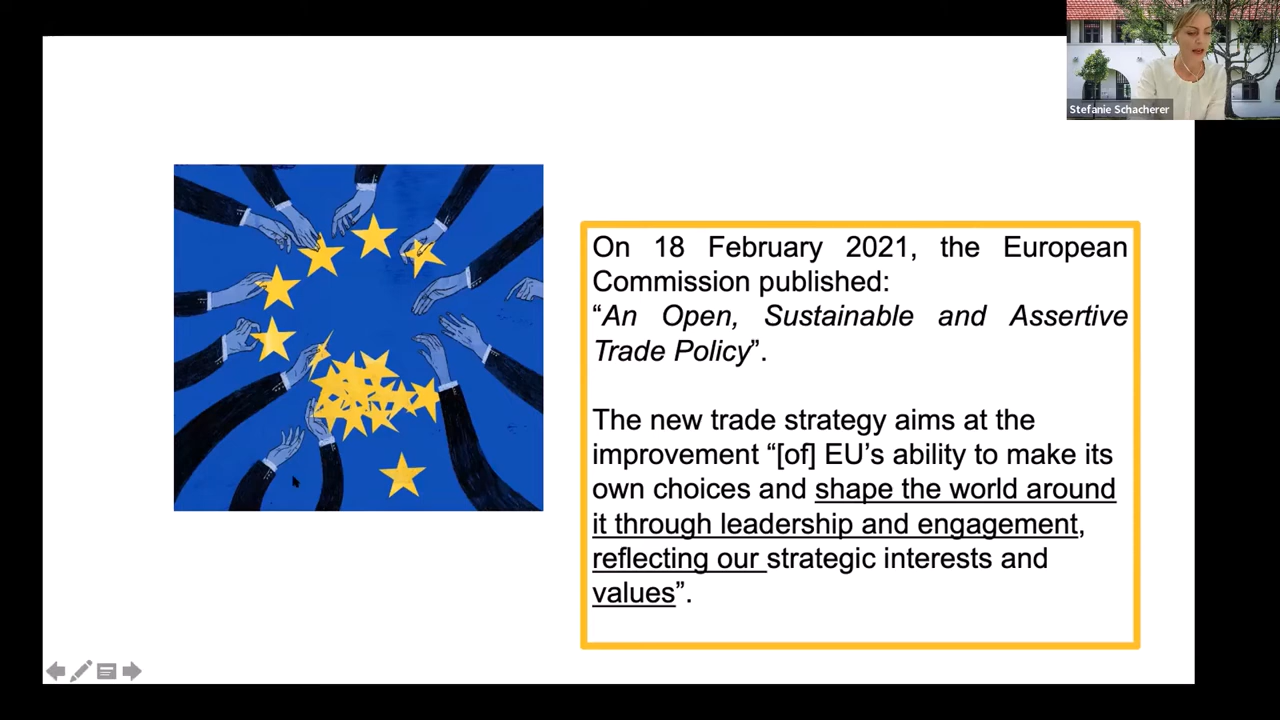 Stefanie Schacherer
On 18 February 2021, the European
Commission published:
“An Open, Sustainable and Assertive
Trade Policy”.
The new trade strategy aims at the
improvement “[of] EU’s ability to make its
own choices and shape the world around
it through leadership and engagement,
reflecting our strategic interests and
values”.